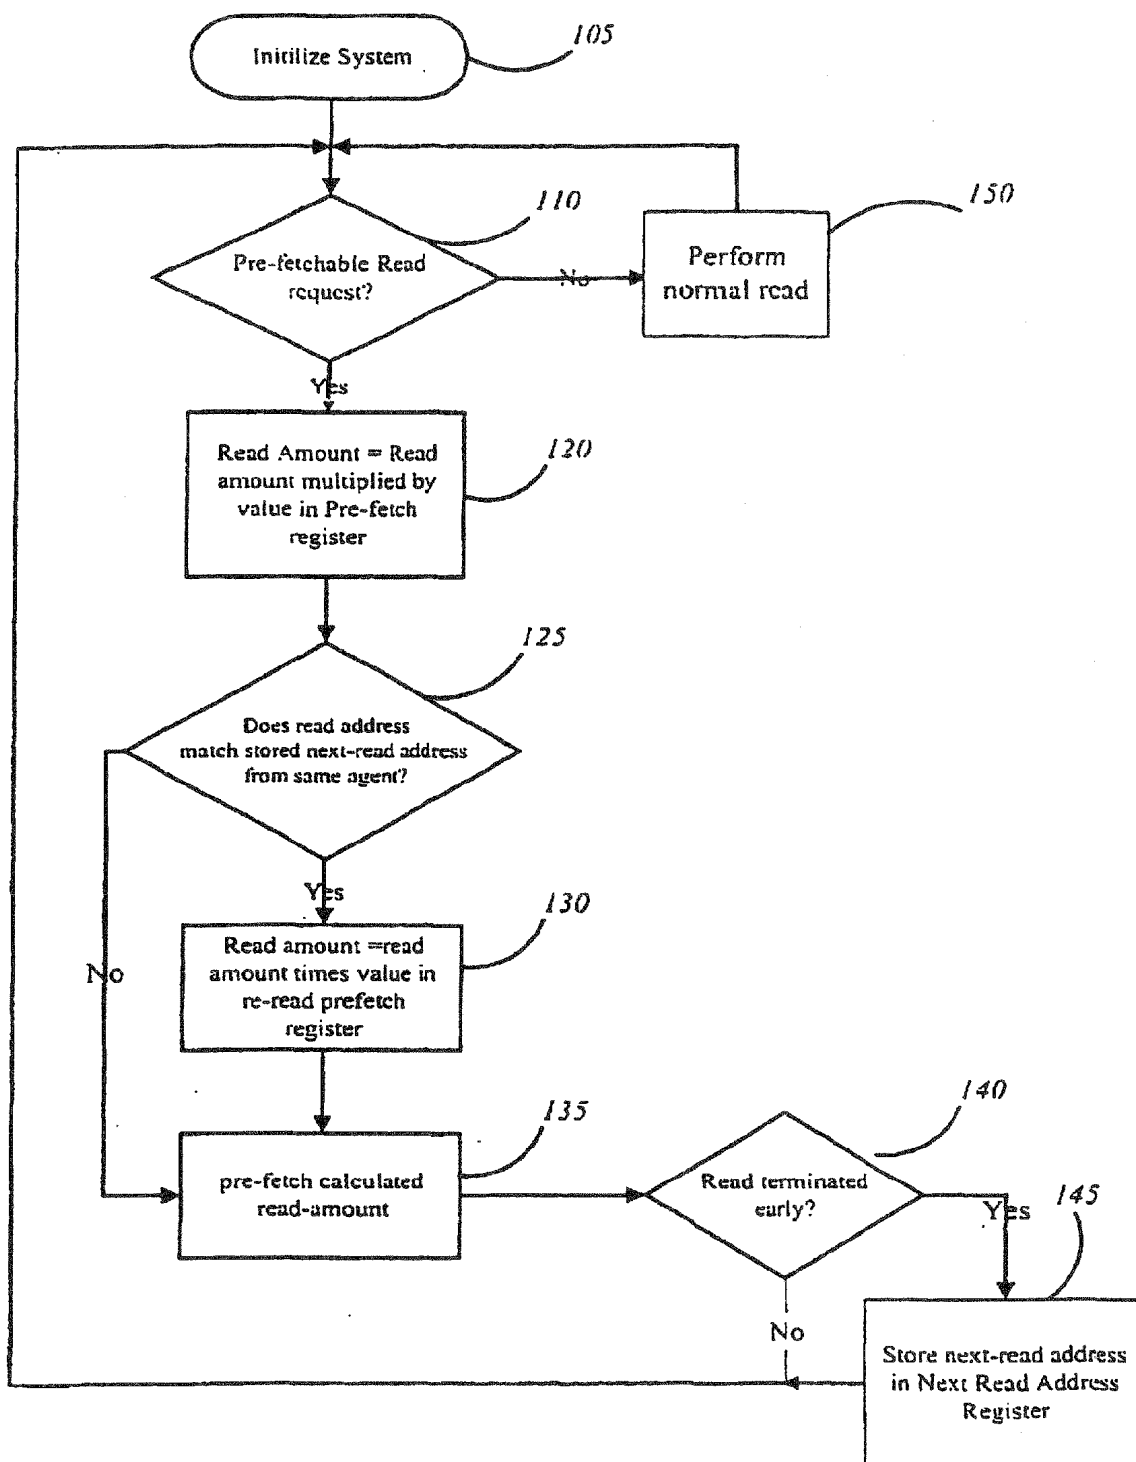 Initilize System
105
110
Pre-fetchable Read
request?
No
150
Perform
normal read
Yes
Read Amount = Read
amount multiplied by
value in Pre-fetch
register
120
125
Does read address
match stored next-read address
from same agent?
Yes
No
130
Read amount =read
amount times value in
re-read prefetch
register
135
pre-fetch calculated
read-amount
140
Read terminated
early?
Yes
145
No
Store next-read address
in Next Read Address
Register